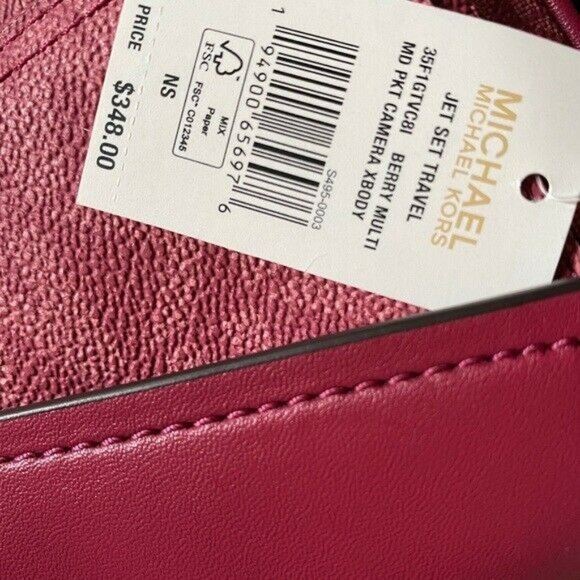 MICHAEL
MICHAEL KORS
JET SET TRAVEL
35F1GTVC8I BERRY MULTI
MD PKT CAMERA XBODY
S495-0003
1 94900 65697 6
FSC
MIX
Paper
FSC® C012345
NS
PRICE $348.00